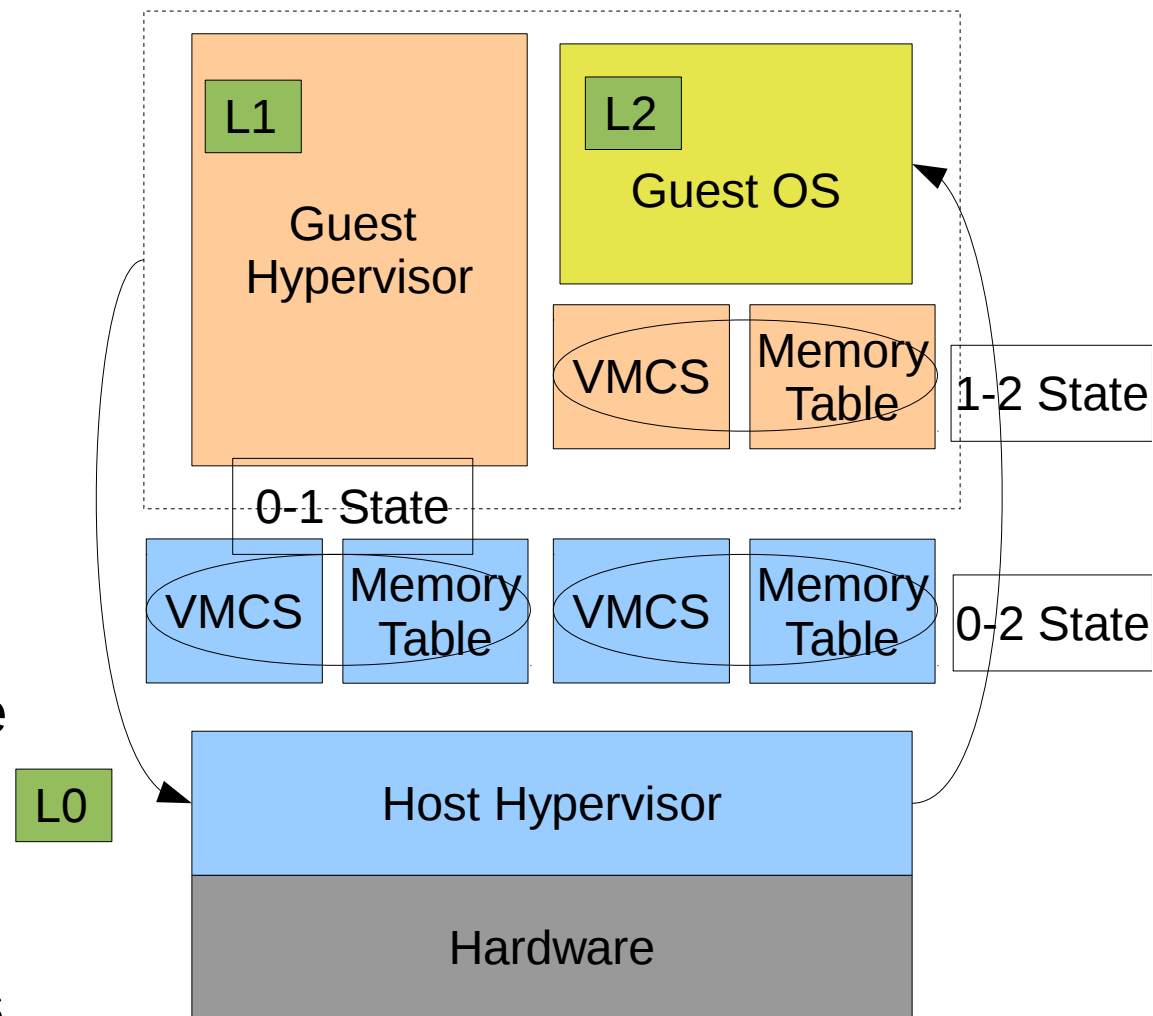 L1
L2
Guest OS
Guest
Hypervisor
VMCS
Memory
Table
1-2 State
0-1 State
VMCS
Memory
Table
VMCS
Memory
Table
0-2 State
e
L0
Host Hypervisor
Hardware